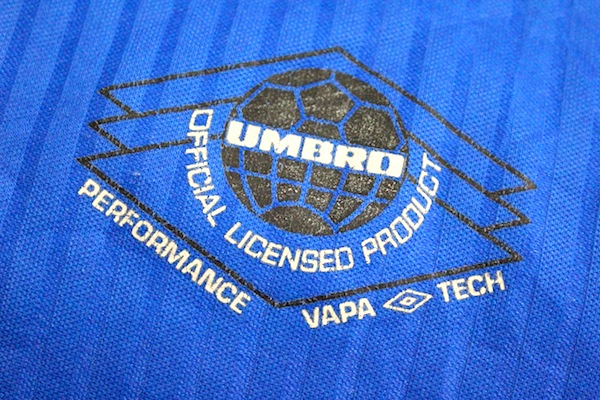 UMBRO
OFFICIAL LICENSED PRODUCT
PERFORMANCE
VAPA TECH